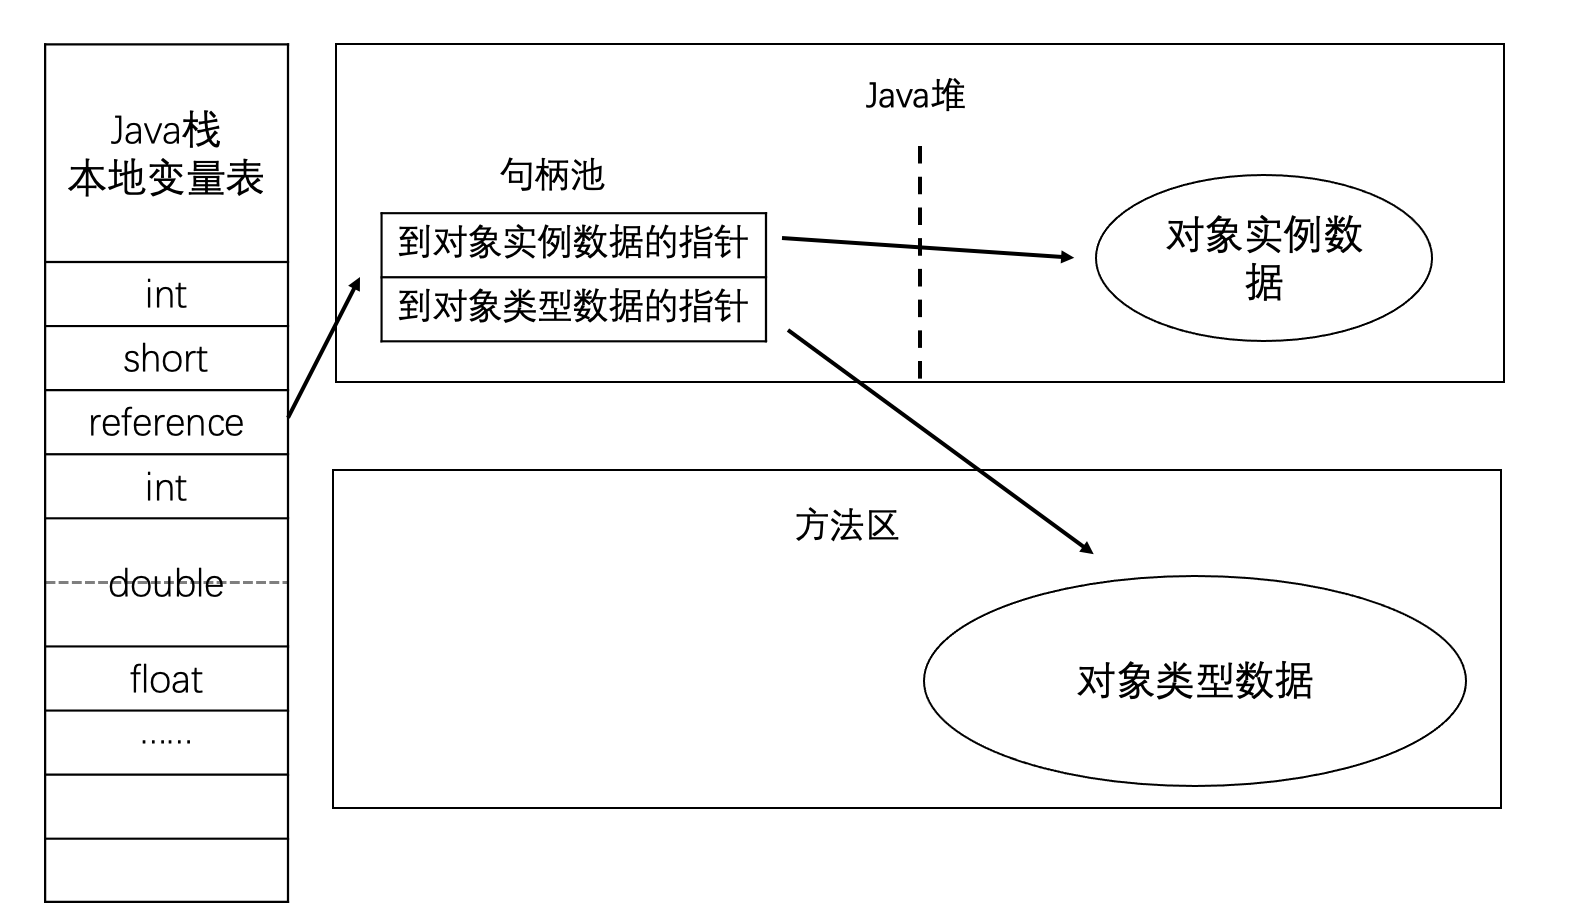 Java栈
本地变量表
int
short
reference
int
double
float
……
Java堆
句柄池
到对象实例数据的指针
到对象类型数据的指针
对象实例数
据
方法区
对象类型数据